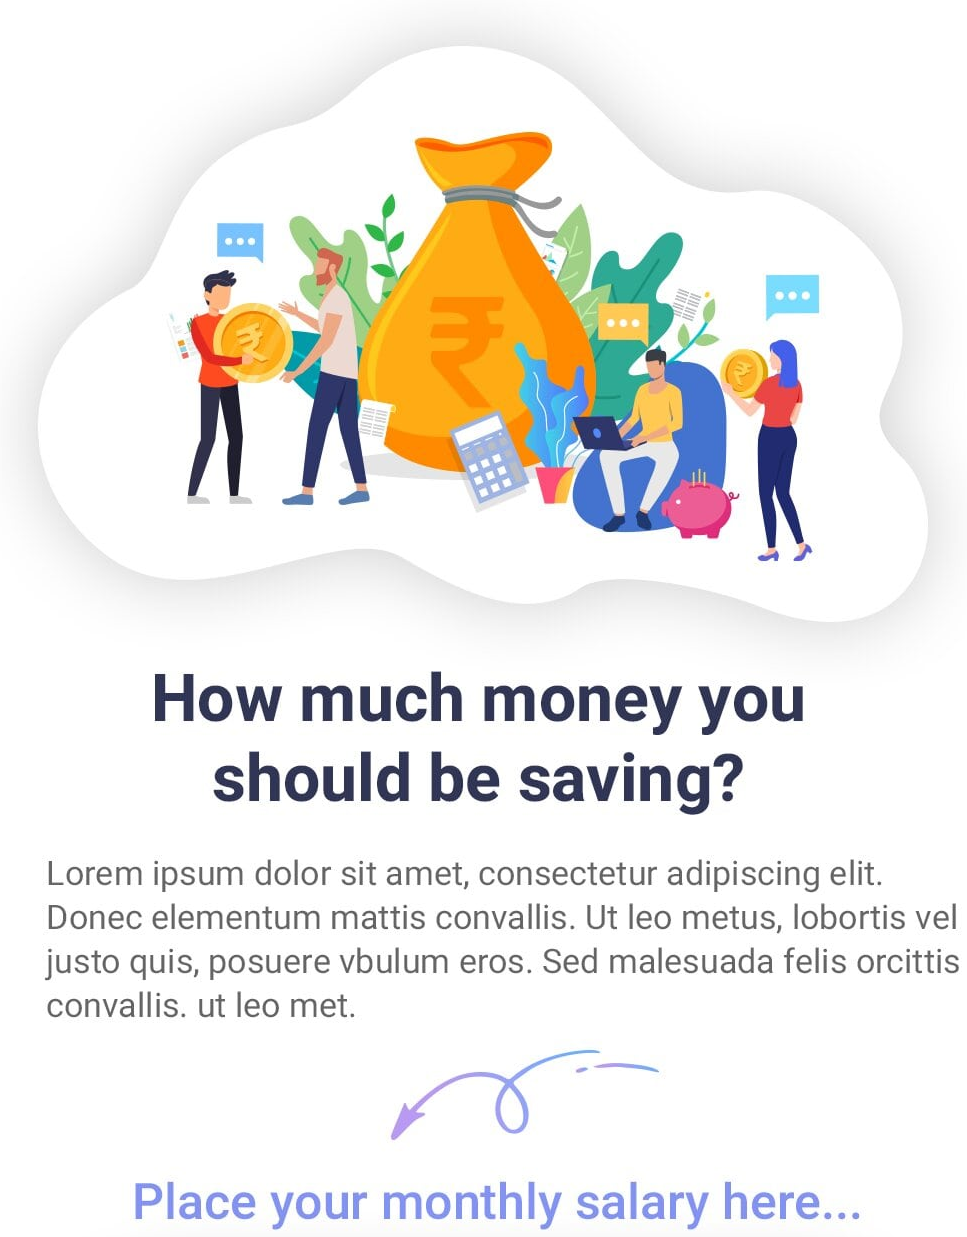 How much money you
should be saving?
Lorem ipsum dolor sit amet, consectetur adipiscing elit.
Donec elementum mattis convallis. Ut leo metus, lobortis vel
justo quis, posuere vbulum eros. Sed malesuada felis orcittis
convallis. ut leo met.
Place your monthly salary here...